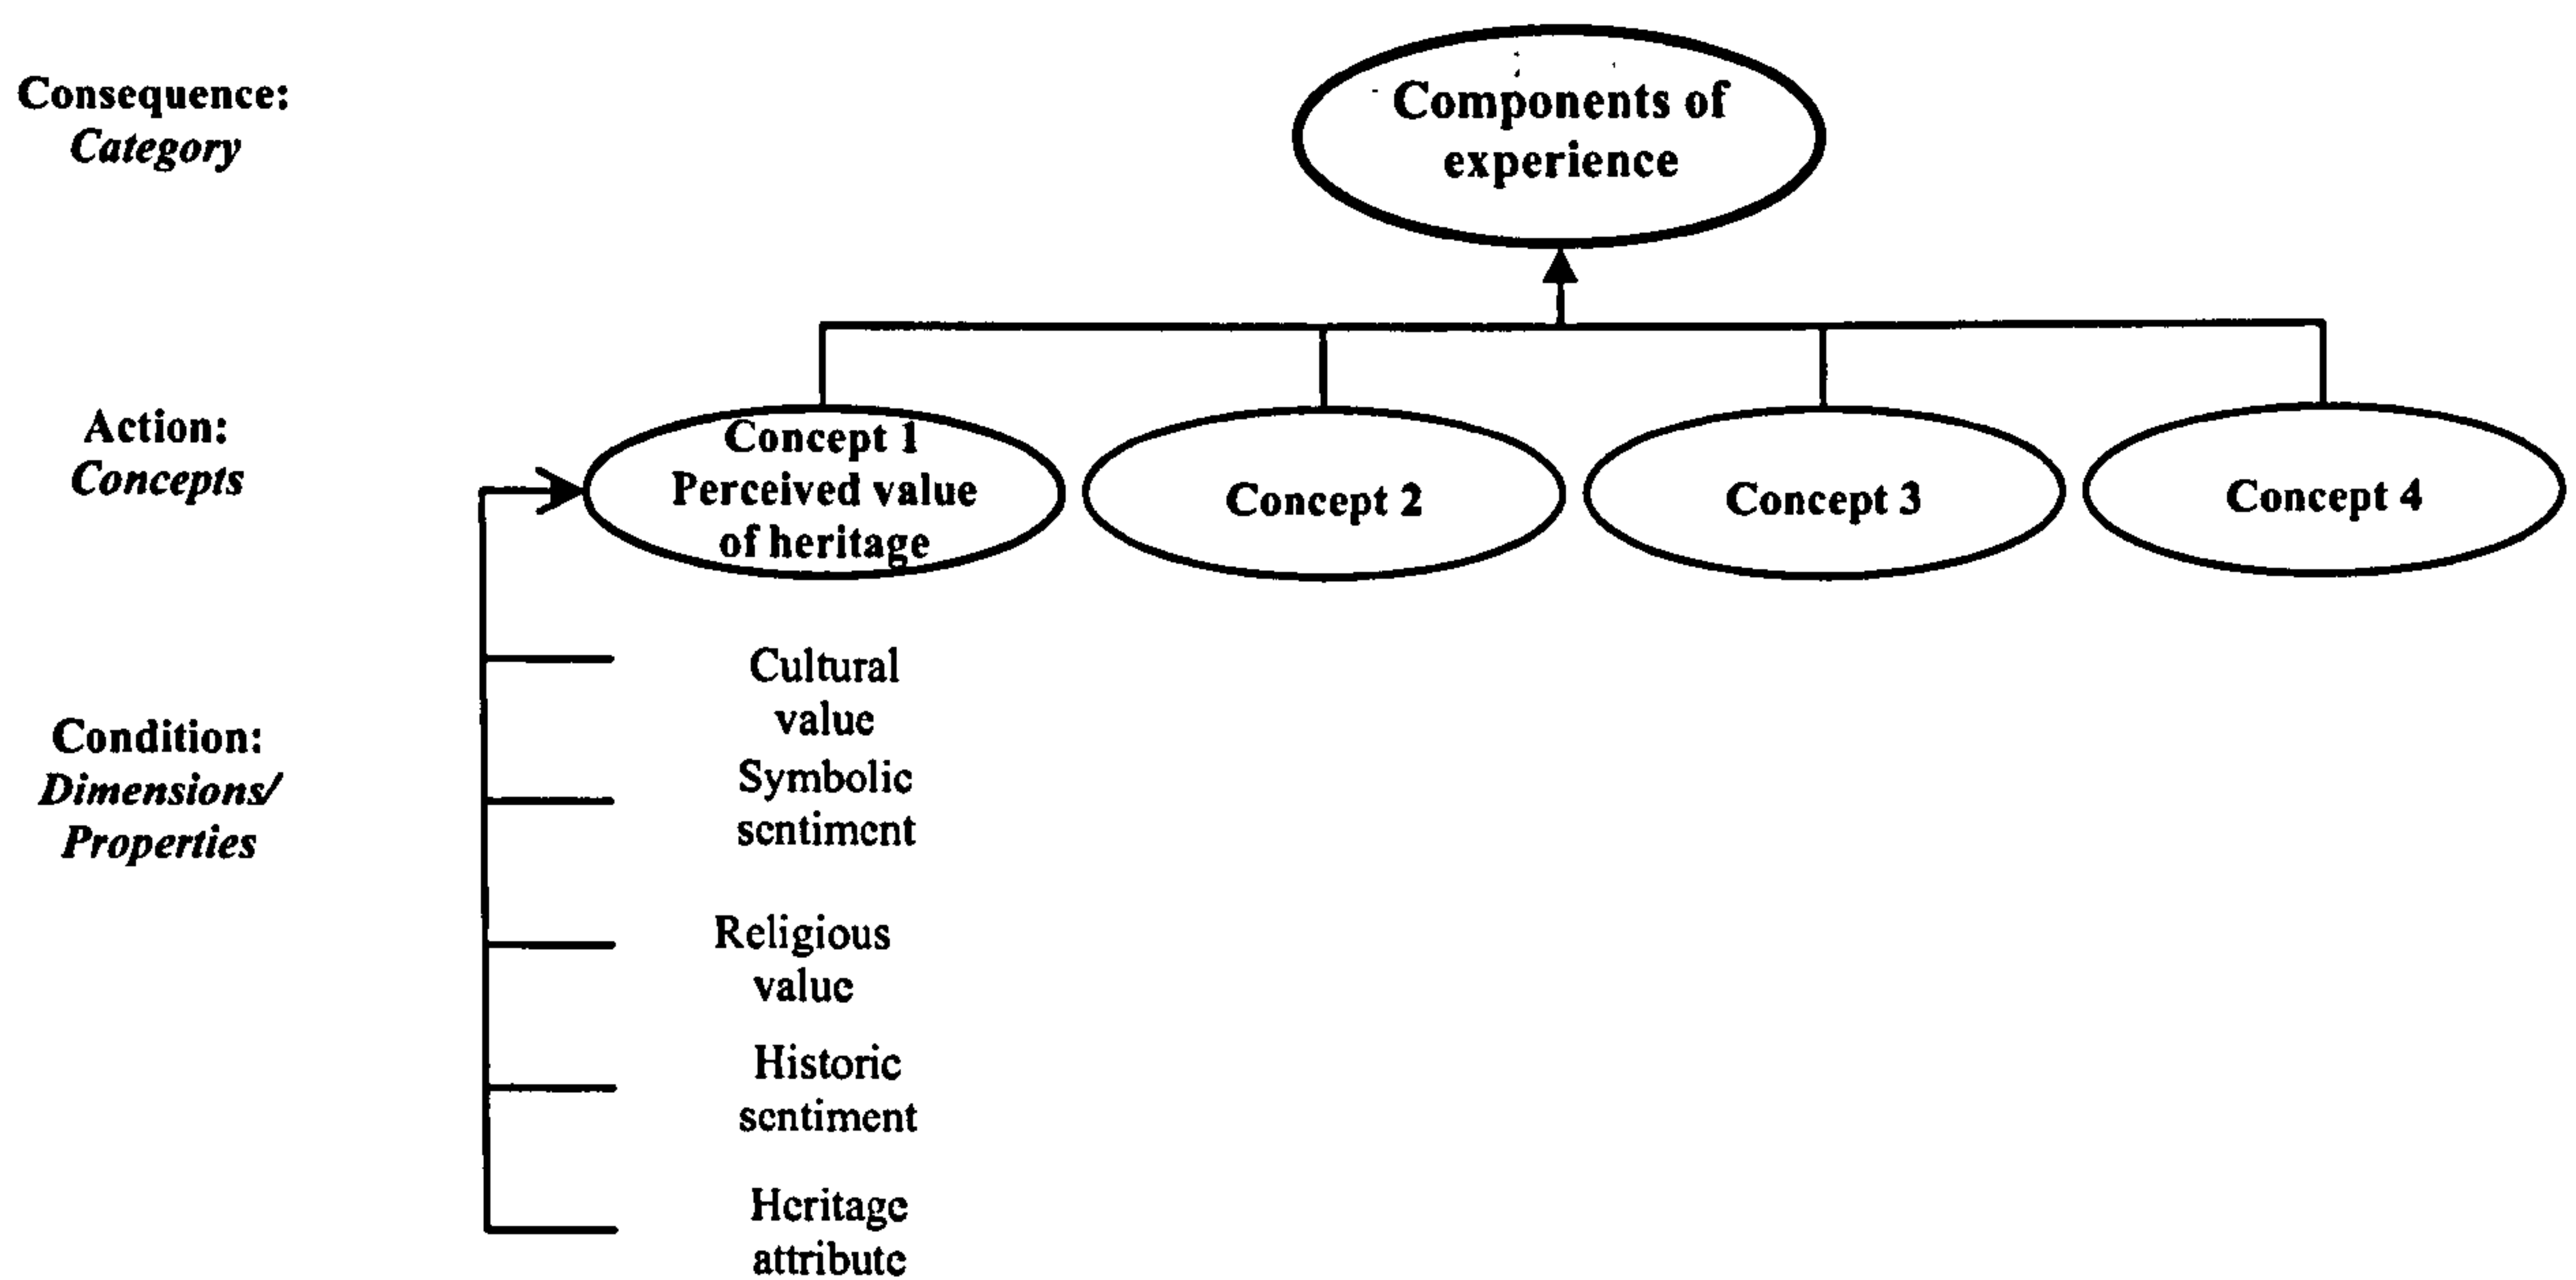 Consequence:
Category
Components of
experience
Action:
Concepts
Concept 1
Perceived value
of heritage
Concept 2
Concept 3
Concept 4
Condition:
Dimensions/
Properties
Cultural
value
Symbolic
sentiment
Religious
value
Historic
sentiment
Heritage
attribute